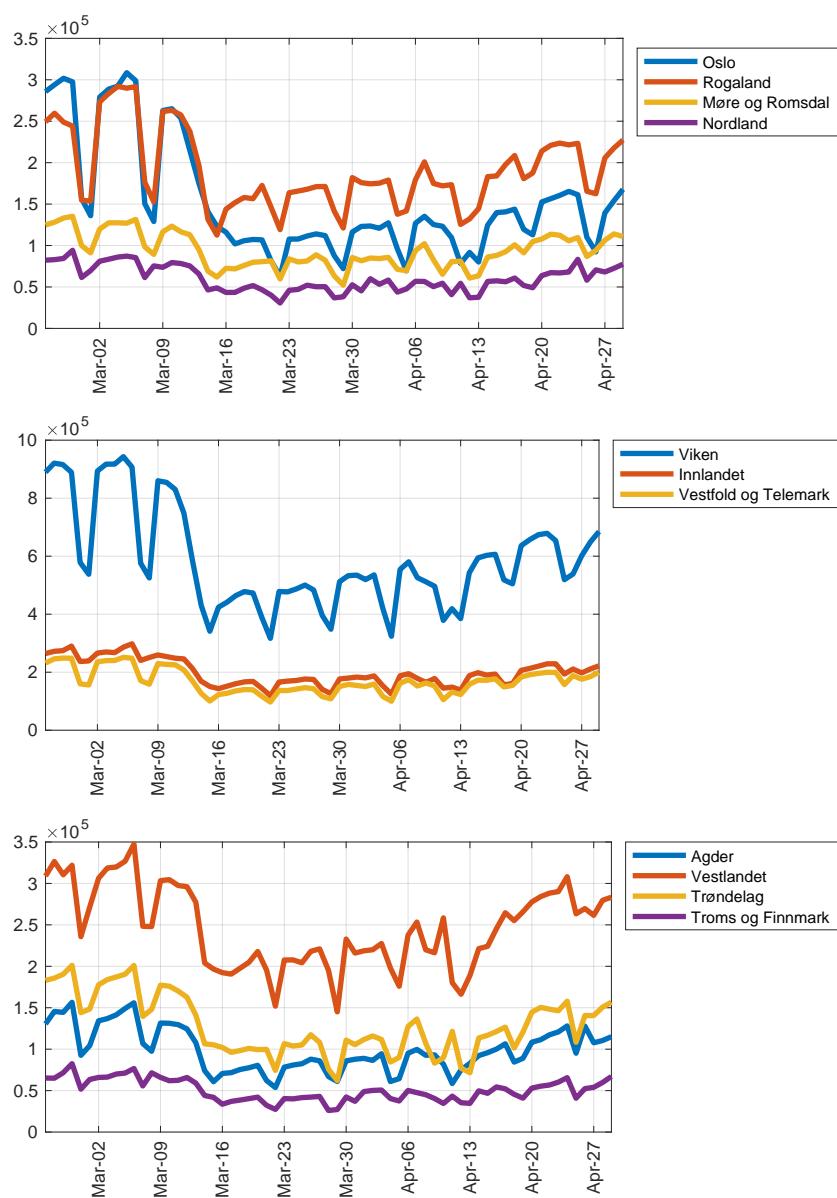 ×10^5
3.5
3
2.5
2
1.5
1
0.5
0
Mar-02
Mar-09
Mar-16
Mar-23
Mar-30
Apr-06
Apr-13
Apr-20
Apr-27
Oslo
Rogaland
Møre og Romsdal
Nordland
×10^5
10
8
6
4
2
0
Mar-02
Mar-09
Mar-16
Mar-23
Mar-30
Apr-06
Apr-13
Apr-20
Apr-27
Viken
Innlandet
Vestfold og Telemark
×10^5
3.5
3
2.5
2
1.5
1
0.5
0
Mar-02
Mar-09
Mar-16
Mar-23
Mar-30
Apr-06
Apr-13
Apr-20
Apr-27
Agder
Vestlandet
Trøndelag
Troms og Finnmark